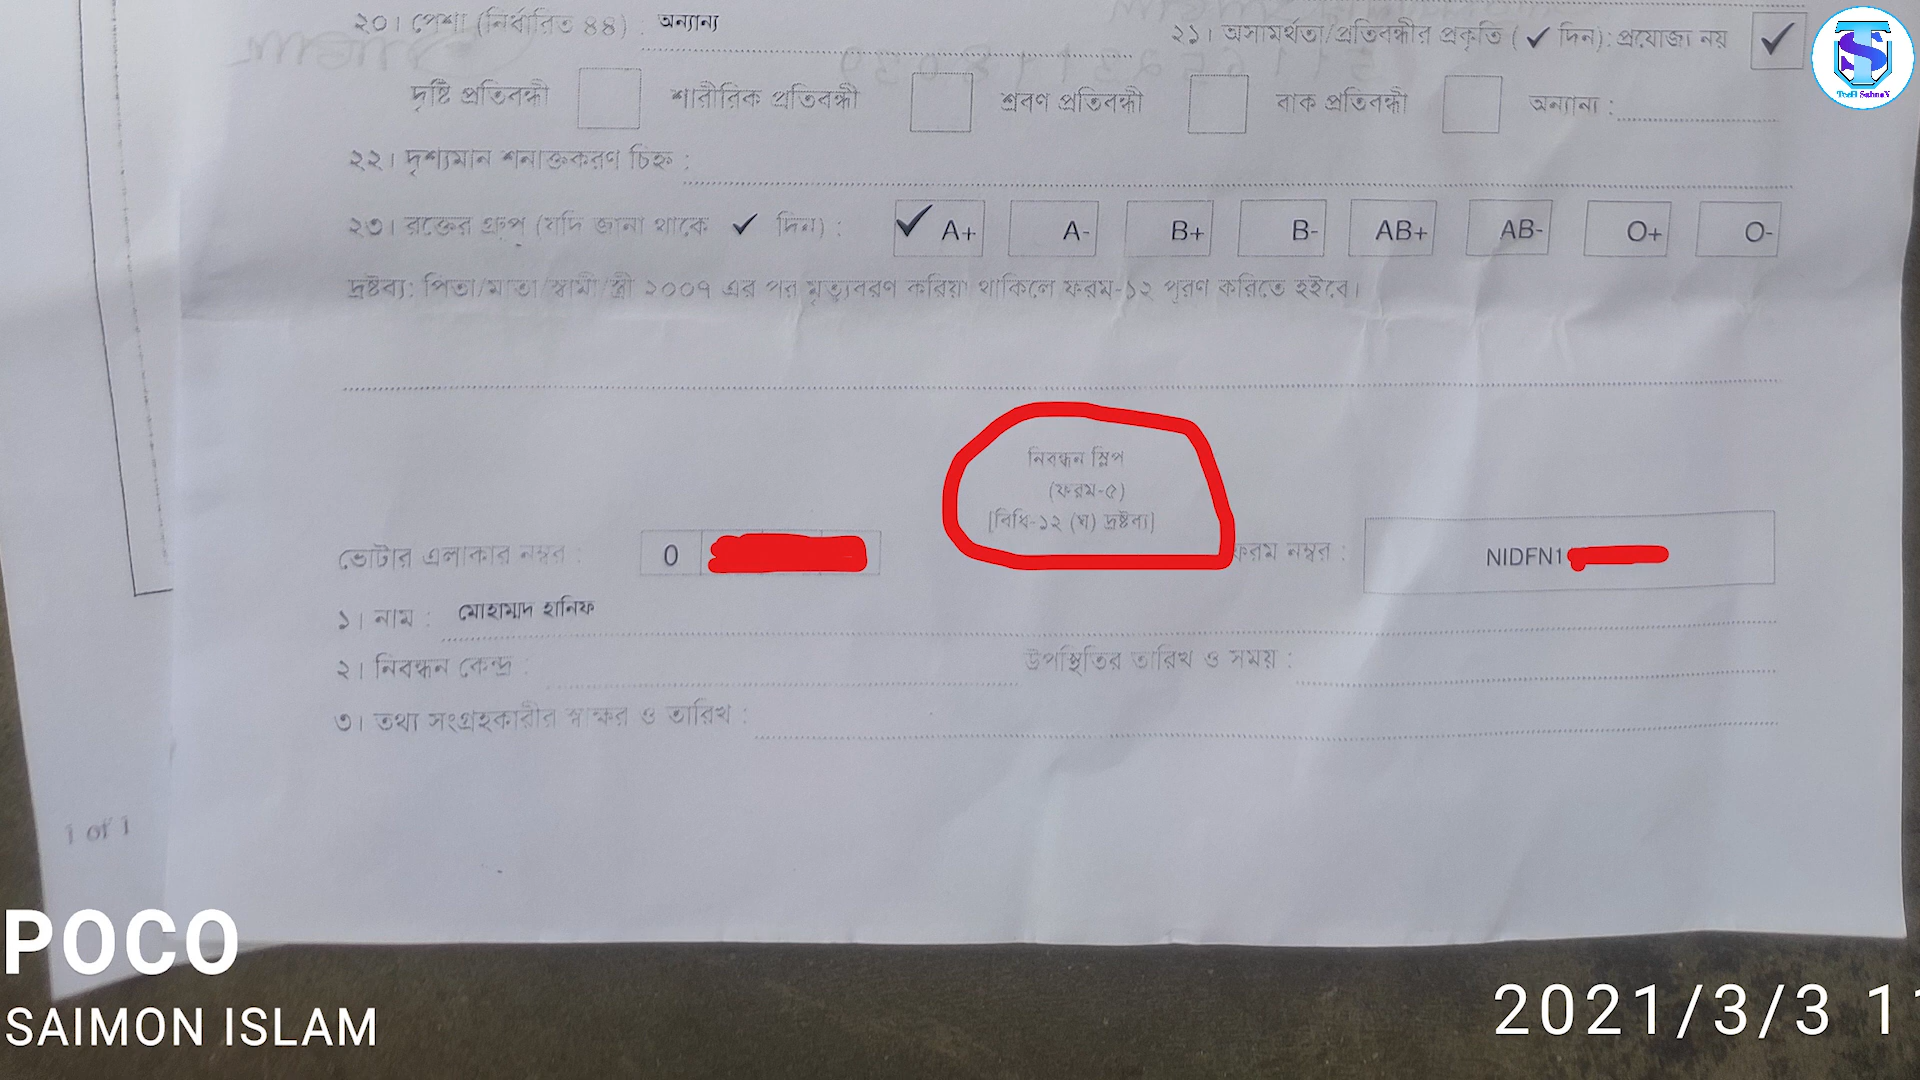 ২০। পেশা (নির্ধারিত 44) : অন্যান্য
২১। অসামর্থতা/প্রতিবন্ধীর প্রকৃতি (✓ দিন): প্রযোজ্য নয় ✓
দৃষ্টি প্রতিবন্ধী শারীরিক প্রতিবন্ধী শ্রবণ প্রতিবন্ধী বাক প্রতিবন্ধী অন্যান্য :
২২। দৃশ্যমান শনাক্তকরণ চিহ্ন :
২৩। রক্তের গ্রুপ (যদি জানা থাকে ✓ দিন) : ✓ A+ A- B+ B- AB+ AB- O+ O-
দ্রষ্টব্য: পিতা/মাতা/স্বামী/স্ত্রী ২০০৭ এর পর মৃত্যুবরণ করিয়া থাকিলে ফরম-১২ পূরণ করিতে হইবে।
নিবন্ধন স্লিপ
(ফরম-৫)
[বিধি-১২ (ঘ) দ্রষ্টব্য]
ভোটার এলাকার নম্বর : 0
ফরম নম্বর : NIDFN1
১। নাম : মোহাম্মদ হানিফ
২। নিবন্ধন কেন্দ্র : উপস্থিতির তারিখ ও সময় :
৩। তথ্য সংগ্রহকারীর স্বাক্ষর ও তারিখ :
1 of 1
POCO
SAIMON ISLAM
2021/3/3 11